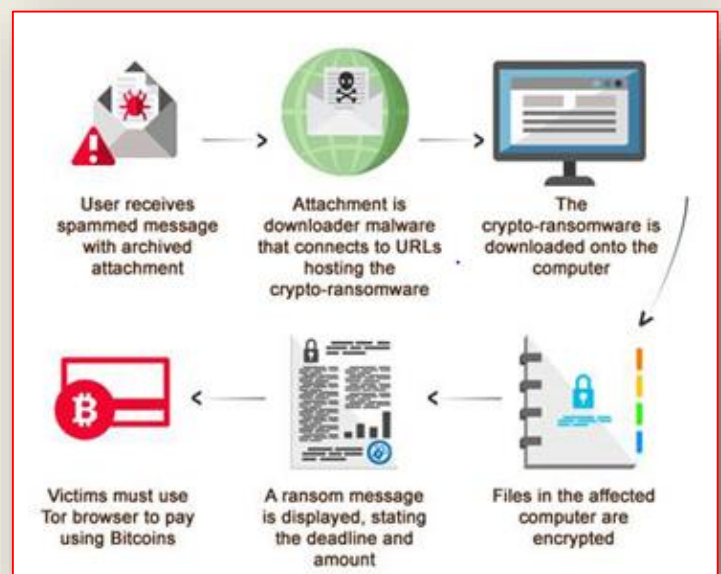 User receives
spammed message
with archived
attachment
Attachment is
downloader malware
that connects to URLs
hosting the
crypto-ransomware
The
crypto-ransomware is
downloaded onto the
computer
Files in the affected
computer are
encrypted
A ransom message
is displayed, stating
the deadline and
amount
Victims must use
Tor browser to pay
using Bitcoins